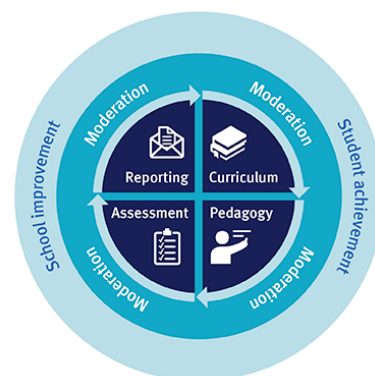 Moderation
Moderation
School improvement
Student achievement
Reporting
Curriculum
Assessment
Pedagogy
Moderation
Moderation